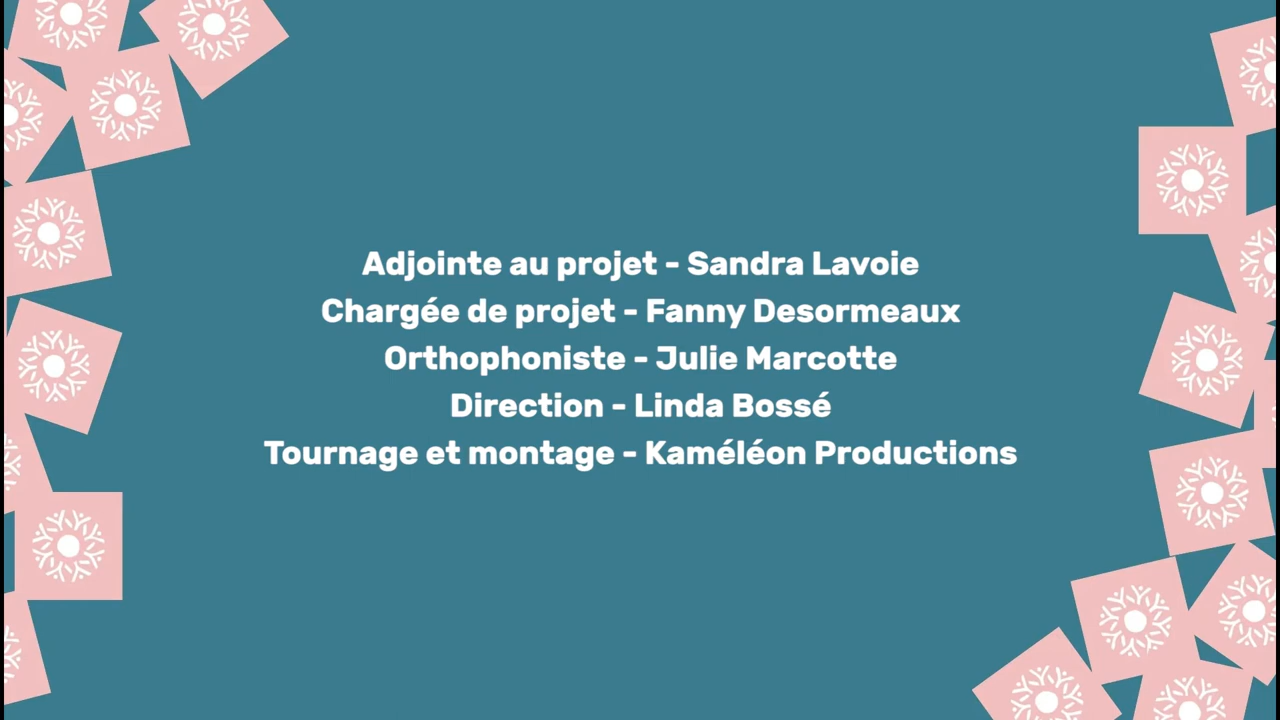 Adjointe au projet - Sandra Lavoie
Chargée de projet - Fanny Desormeaux
Orthophoniste - Julie Marcotte
Direction - Linda Bossé
Tournage et montage - Kaméléon Productions